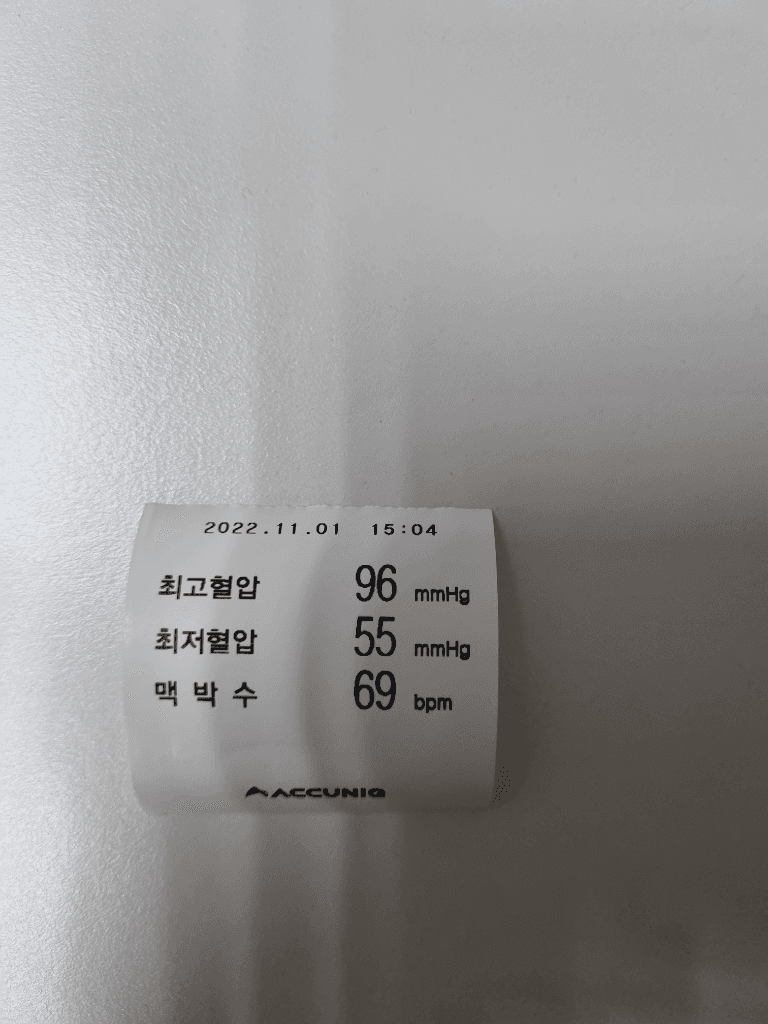 2022.11.01 15:04
최고혈압 96 mmHg
최저혈압 55 mmHg
맥 박 수 69 bpm
ACCUNIQ